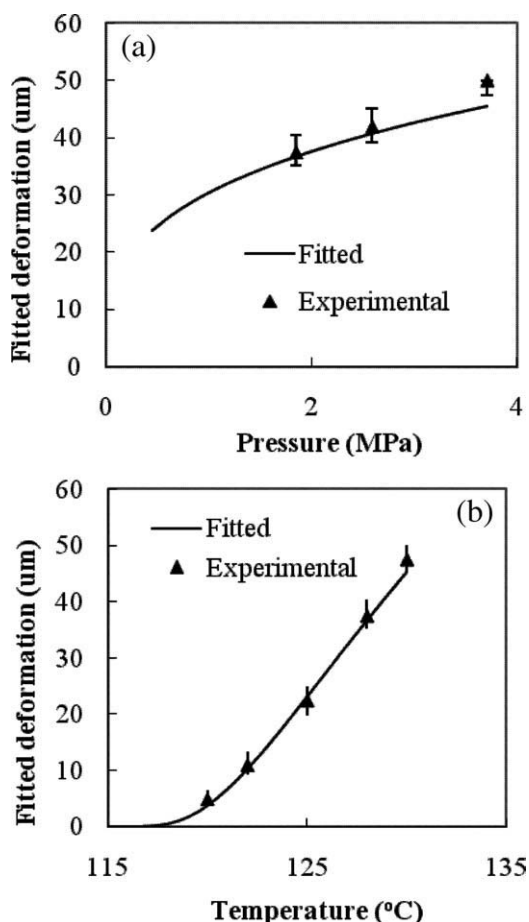 (a)
Fitted deformation (um)
60
50
40
30
20
10
0
Fitted
Experimental
0 2 4
Pressure (MPa)
(b)
Fitted deformation (um)
60
50
40
30
20
10
0
Fitted
Experimental
115 125 135
Temperature (°C)